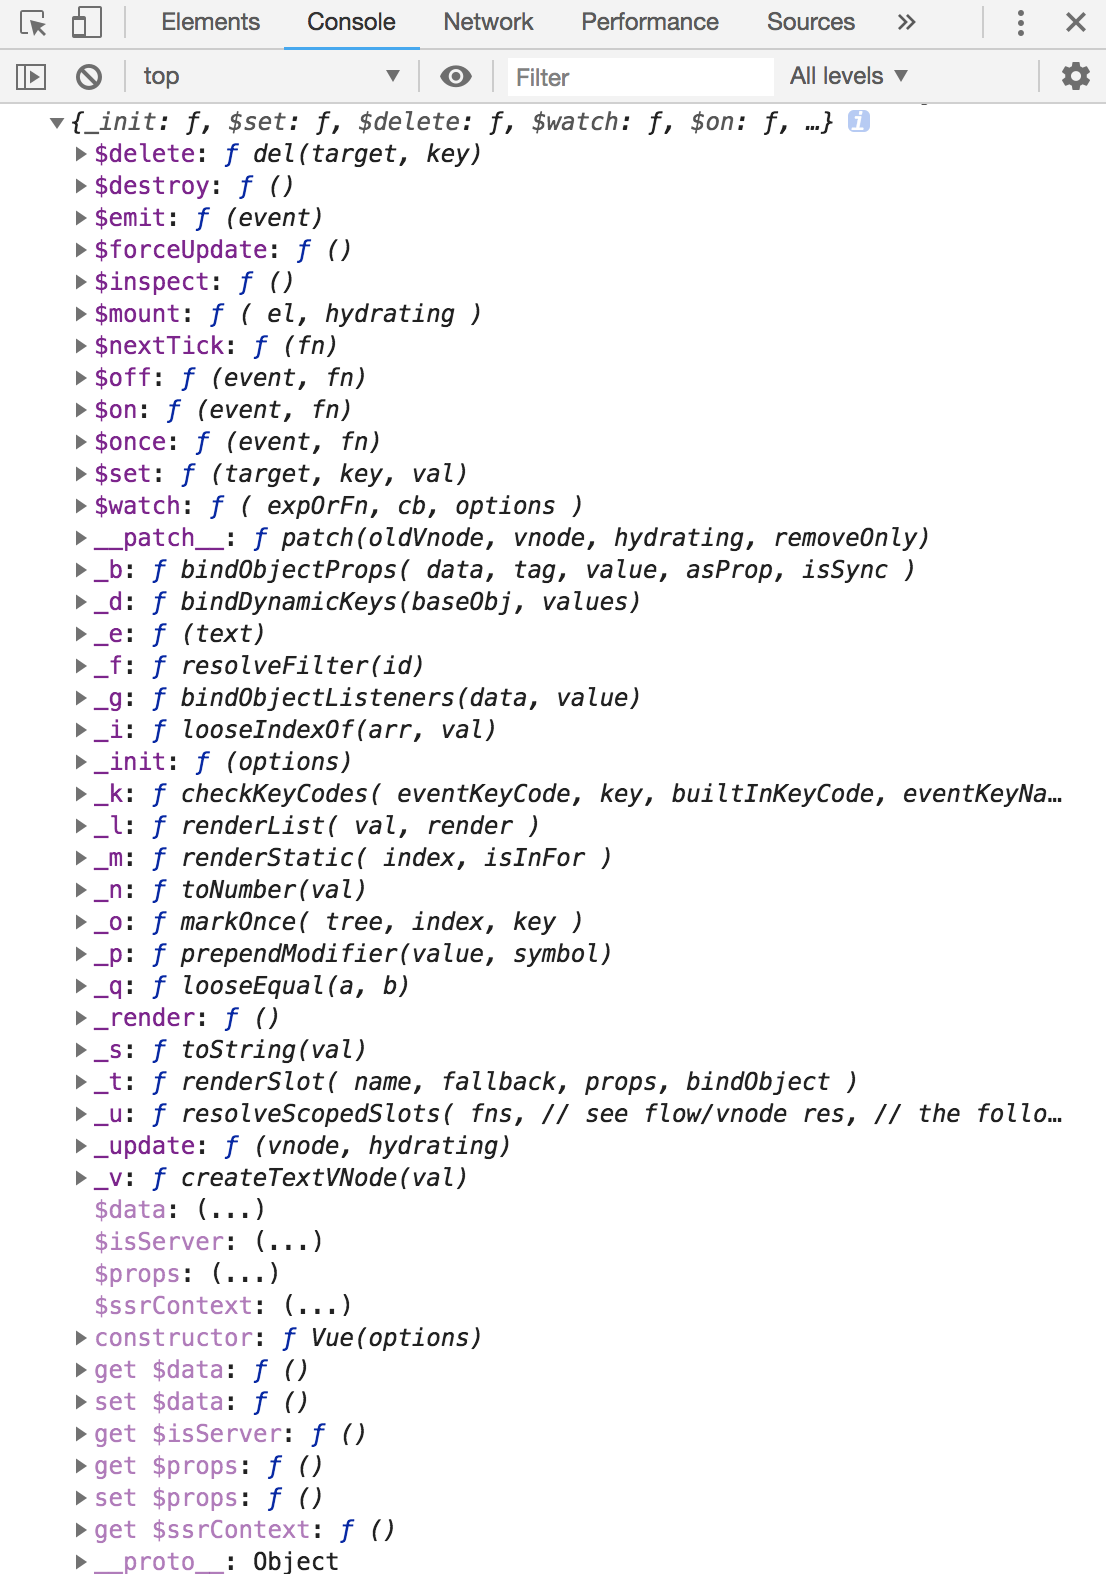 Elements Console Network Performance Sources »
top ▼ Filter All levels ▼
▼{_init: ƒ, $set: ƒ, $delete: ƒ, $watch: ƒ, $on: ƒ, …} i
▶$delete: ƒ del(target, key)
▶$destroy: ƒ ()
▶$emit: ƒ (event)
▶$forceUpdate: ƒ ()
▶$inspect: ƒ ()
▶$mount: ƒ ( el, hydrating )
▶$nextTick: ƒ (fn)
▶$off: ƒ (event, fn)
▶$on: ƒ (event, fn)
▶$once: ƒ (event, fn)
▶$set: ƒ (target, key, val)
▶$watch: ƒ ( expOrFn, cb, options )
▶__patch__: ƒ patch(oldVnode, vnode, hydrating, removeOnly)
▶_b: ƒ bindObjectProps( data, tag, value, asProp, isSync )
▶_d: ƒ bindDynamicKeys(baseObj, values)
▶_e: ƒ (text)
▶_f: ƒ resolveFilter(id)
▶_g: ƒ bindObjectListeners(data, value)
▶_i: ƒ looseIndexOf(arr, val)
▶_init: ƒ (options)
▶_k: ƒ checkKeyCodes( eventKeyCode, key, builtInKeyCode, eventKeyNa…
▶_l: ƒ renderList( val, render )
▶_m: ƒ renderStatic( index, isInFor )
▶_n: ƒ toNumber(val)
▶_o: ƒ markOnce( tree, index, key )
▶_p: ƒ prependModifier(value, symbol)
▶_q: ƒ looseEqual(a, b)
▶_render: ƒ ()
▶_s: ƒ toString(val)
▶_t: ƒ renderSlot( name, fallback, props, bindObject )
▶_u: ƒ resolveScopedSlots( fns, // see flow/vnode res, // the follo…
▶_update: ƒ (vnode, hydrating)
▶_v: ƒ createTextVNode(val)
$data: (...)
$isServer: (...)
$props: (...)
$ssrContext: (...)
▶constructor: ƒ Vue(options)
▶get $data: ƒ ()
▶set $data: ƒ ()
▶get $isServer: ƒ ()
▶get $props: ƒ ()
▶set $props: ƒ ()
▶get $ssrContext: ƒ ()
▶__proto__: Object